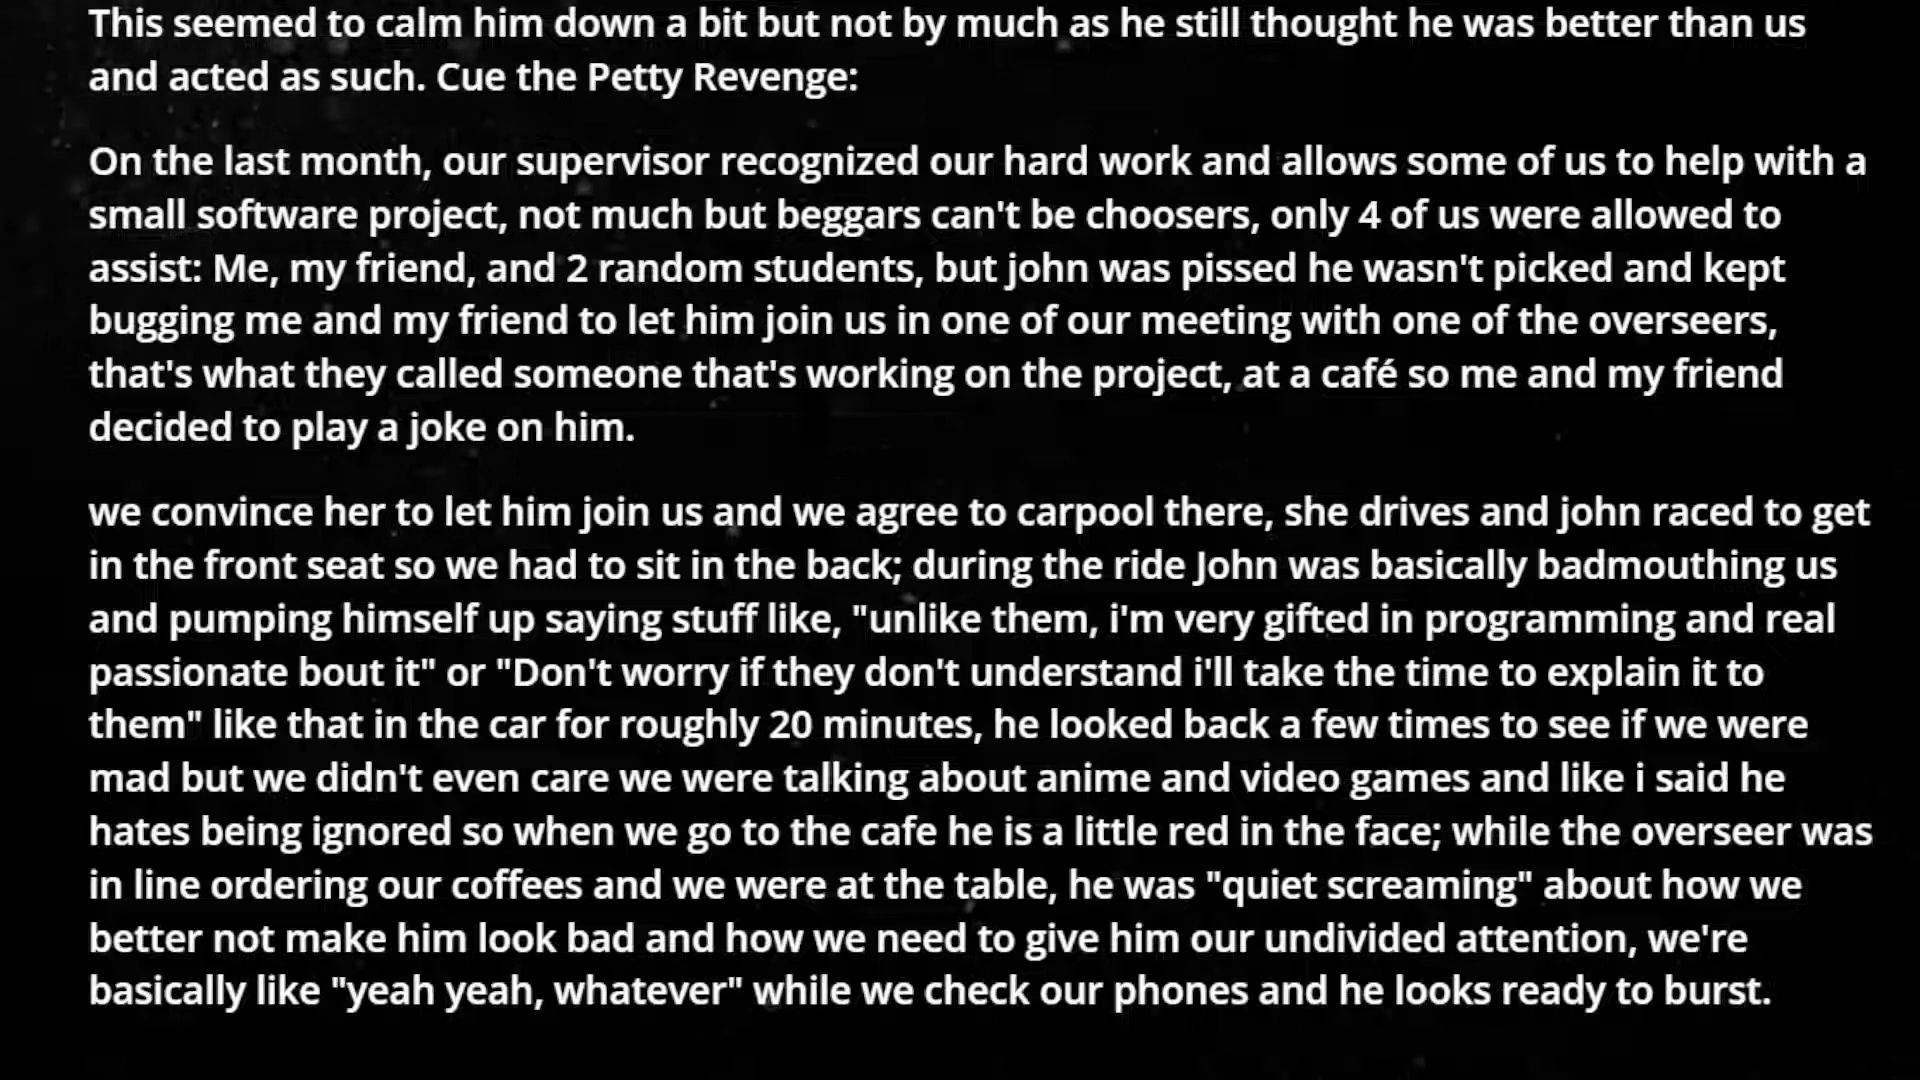 This seemed to calm him down a bit but not by much as he still thought he was better than us
and acted as such. Cue the Petty Revenge:
On the last month, our supervisor recognized our hard work and allows some of us to help with a
small software project, not much but beggars can't be choosers, only 4 of us were allowed to
assist: Me, my friend, and 2 random students, but john was pissed he wasn't picked and kept
bugging me and my friend to let him join us in one of our meeting with one of the overseers,
that's what they called someone that's working on the project, at a café so me and my friend
decided to play a joke on him.
we convince her to let him join us and we agree to carpool there, she drives and john raced to get
in the front seat so we had to sit in the back; during the ride John was basically badmouthing us
and pumping himself up saying stuff like, "unlike them, i'm very gifted in programming and real
passionate bout it" or "Don't worry if they don't understand i'll take the time to explain it to
them" like that in the car for roughly 20 minutes, he looked back a few times to see if we were
mad but we didn't even care we were talking about anime and video games and like i said he
hates being ignored so when we go to the cafe he is a little red in the face; while the overseer was
in line ordering our coffees and we were at the table, he was "quiet screaming" about how we
better not make him look bad and how we need to give him our undivided attention, we're
basically like "yeah yeah, whatever" while we check our phones and he looks ready to burst.